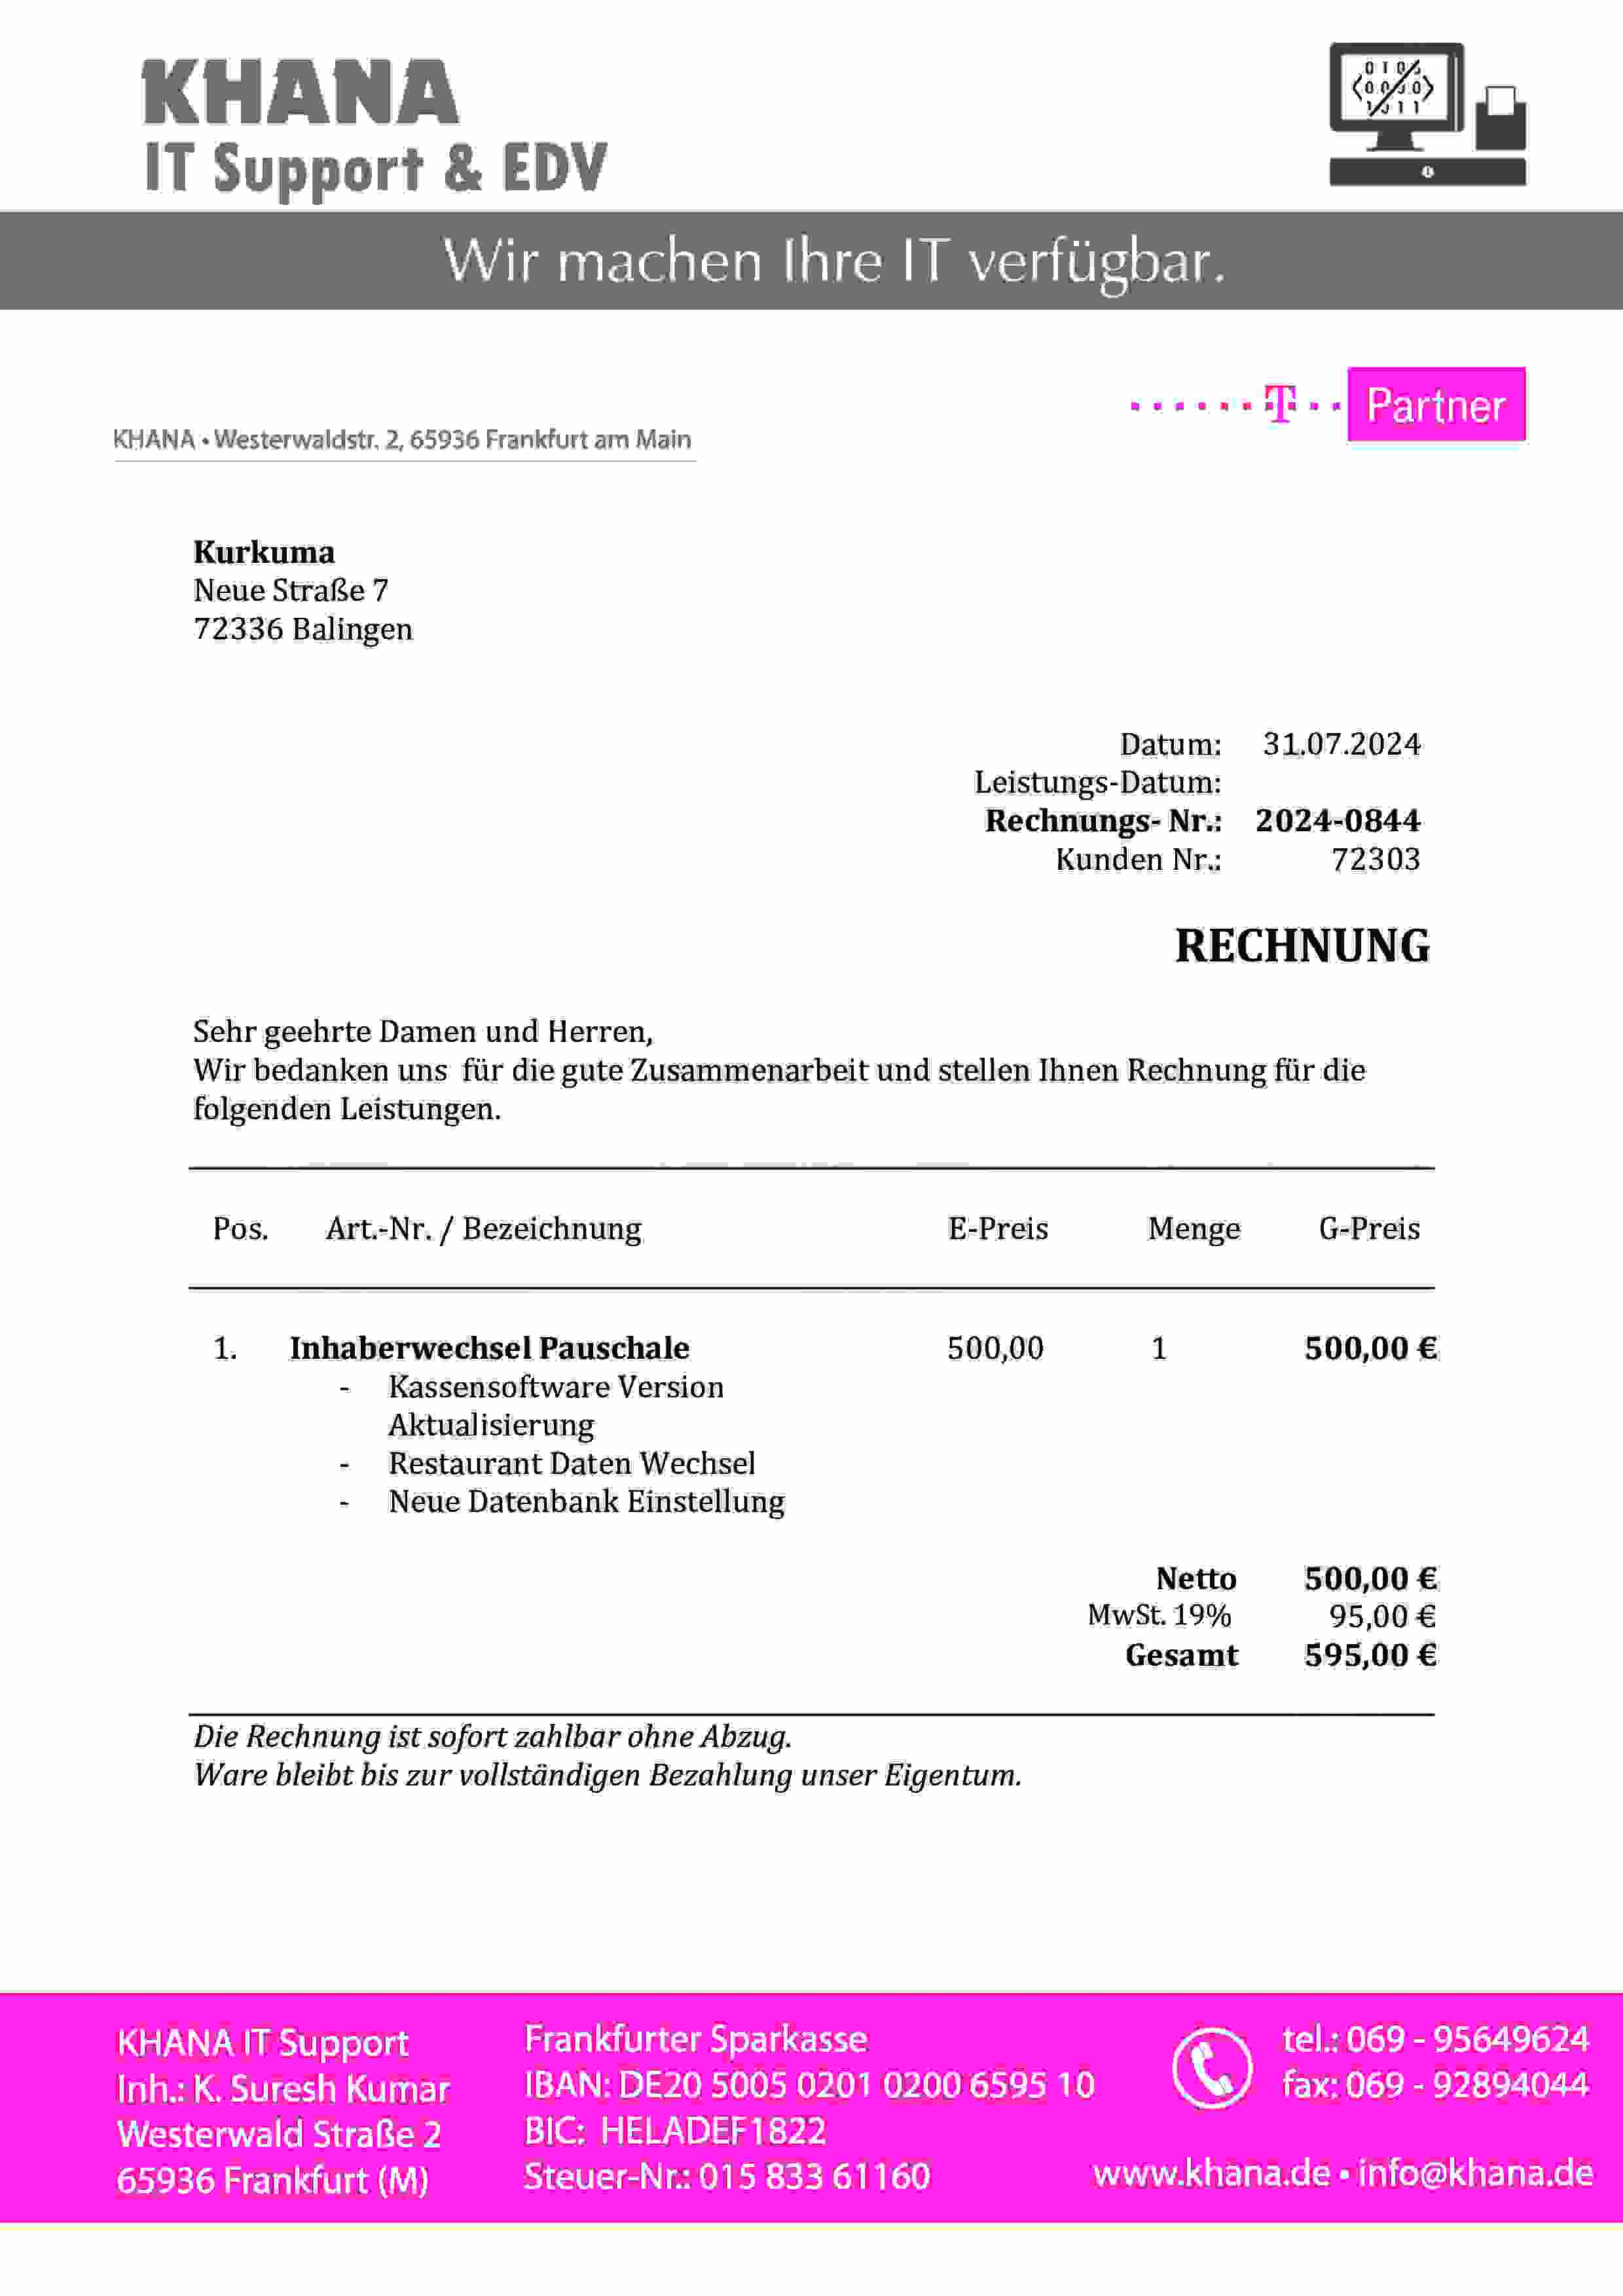 KHANA
IT Support & EDV
Wir machen Ihre IT verfügbar.
T Partner
KHANA • Westerwaldstr. 2, 65936 Frankfurt am Main
Kurkuma
Neue Straße 7
72336 Balingen
Datum: 31.07.2024
Leistungs-Datum:
Rechnungs- Nr.: 2024-0844
Kunden Nr.: 72303
RECHNUNG
Sehr geehrte Damen und Herren,
Wir bedanken uns für die gute Zusammenarbeit und stellen Ihnen Rechnung für die
folgenden Leistungen.
Pos. Art.-Nr. / Bezeichnung E-Preis Menge G-Preis
1. Inhaberwechsel Pauschale 500,00 1 500,00 €
- Kassensoftware Version
Aktualisierung
- Restaurant Daten Wechsel
- Neue Datenbank Einstellung
Netto 500,00 €
MwSt. 19% 95,00 €
Gesamt 595,00 €
Die Rechnung ist sofort zahlbar ohne Abzug.
Ware bleibt bis zur vollständigen Bezahlung unser Eigentum.
KHANA IT Support
Inh.: K. Suresh Kumar
Westerwald Straße 2
65936 Frankfurt (M)
Frankfurter Sparkasse
IBAN: DE20 5005 0201 0200 6595 10
BIC: HELADEF1822
Steuer-Nr.: 015 833 61160
tel.: 069 - 95649624
fax: 069 - 92894044
www.khana.de • info@khana.de